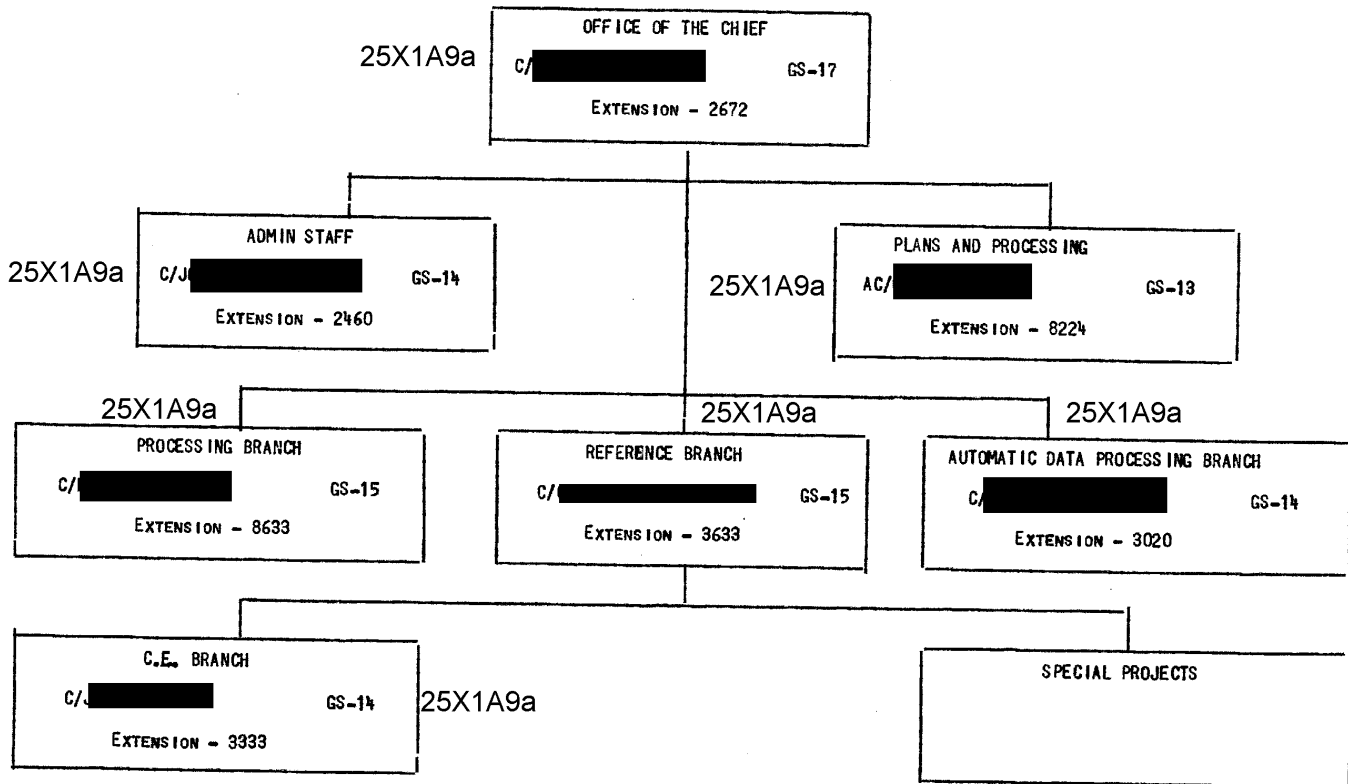 OFFICE OF THE CHIEF
25X1A9a
C/ GS-17
EXTENSION - 2672
ADMIN STAFF
25X1A9a
C/J GS-14
EXTENSION - 2460
PLANS AND PROCESSING
25X1A9a
AC/ GS-13
EXTENSION - 8224
25X1A9a
PROCESSING BRANCH
C/ GS-15
EXTENSION - 8633
25X1A9a
REFERENCE BRANCH
C/ GS-15
EXTENSION - 3633
25X1A9a
AUTOMATIC DATA PROCESSING BRANCH
C/ GS-14
EXTENSION - 3020
C.E. BRANCH
C/J GS-14
25X1A9a
EXTENSION - 3333
SPECIAL PROJECTS